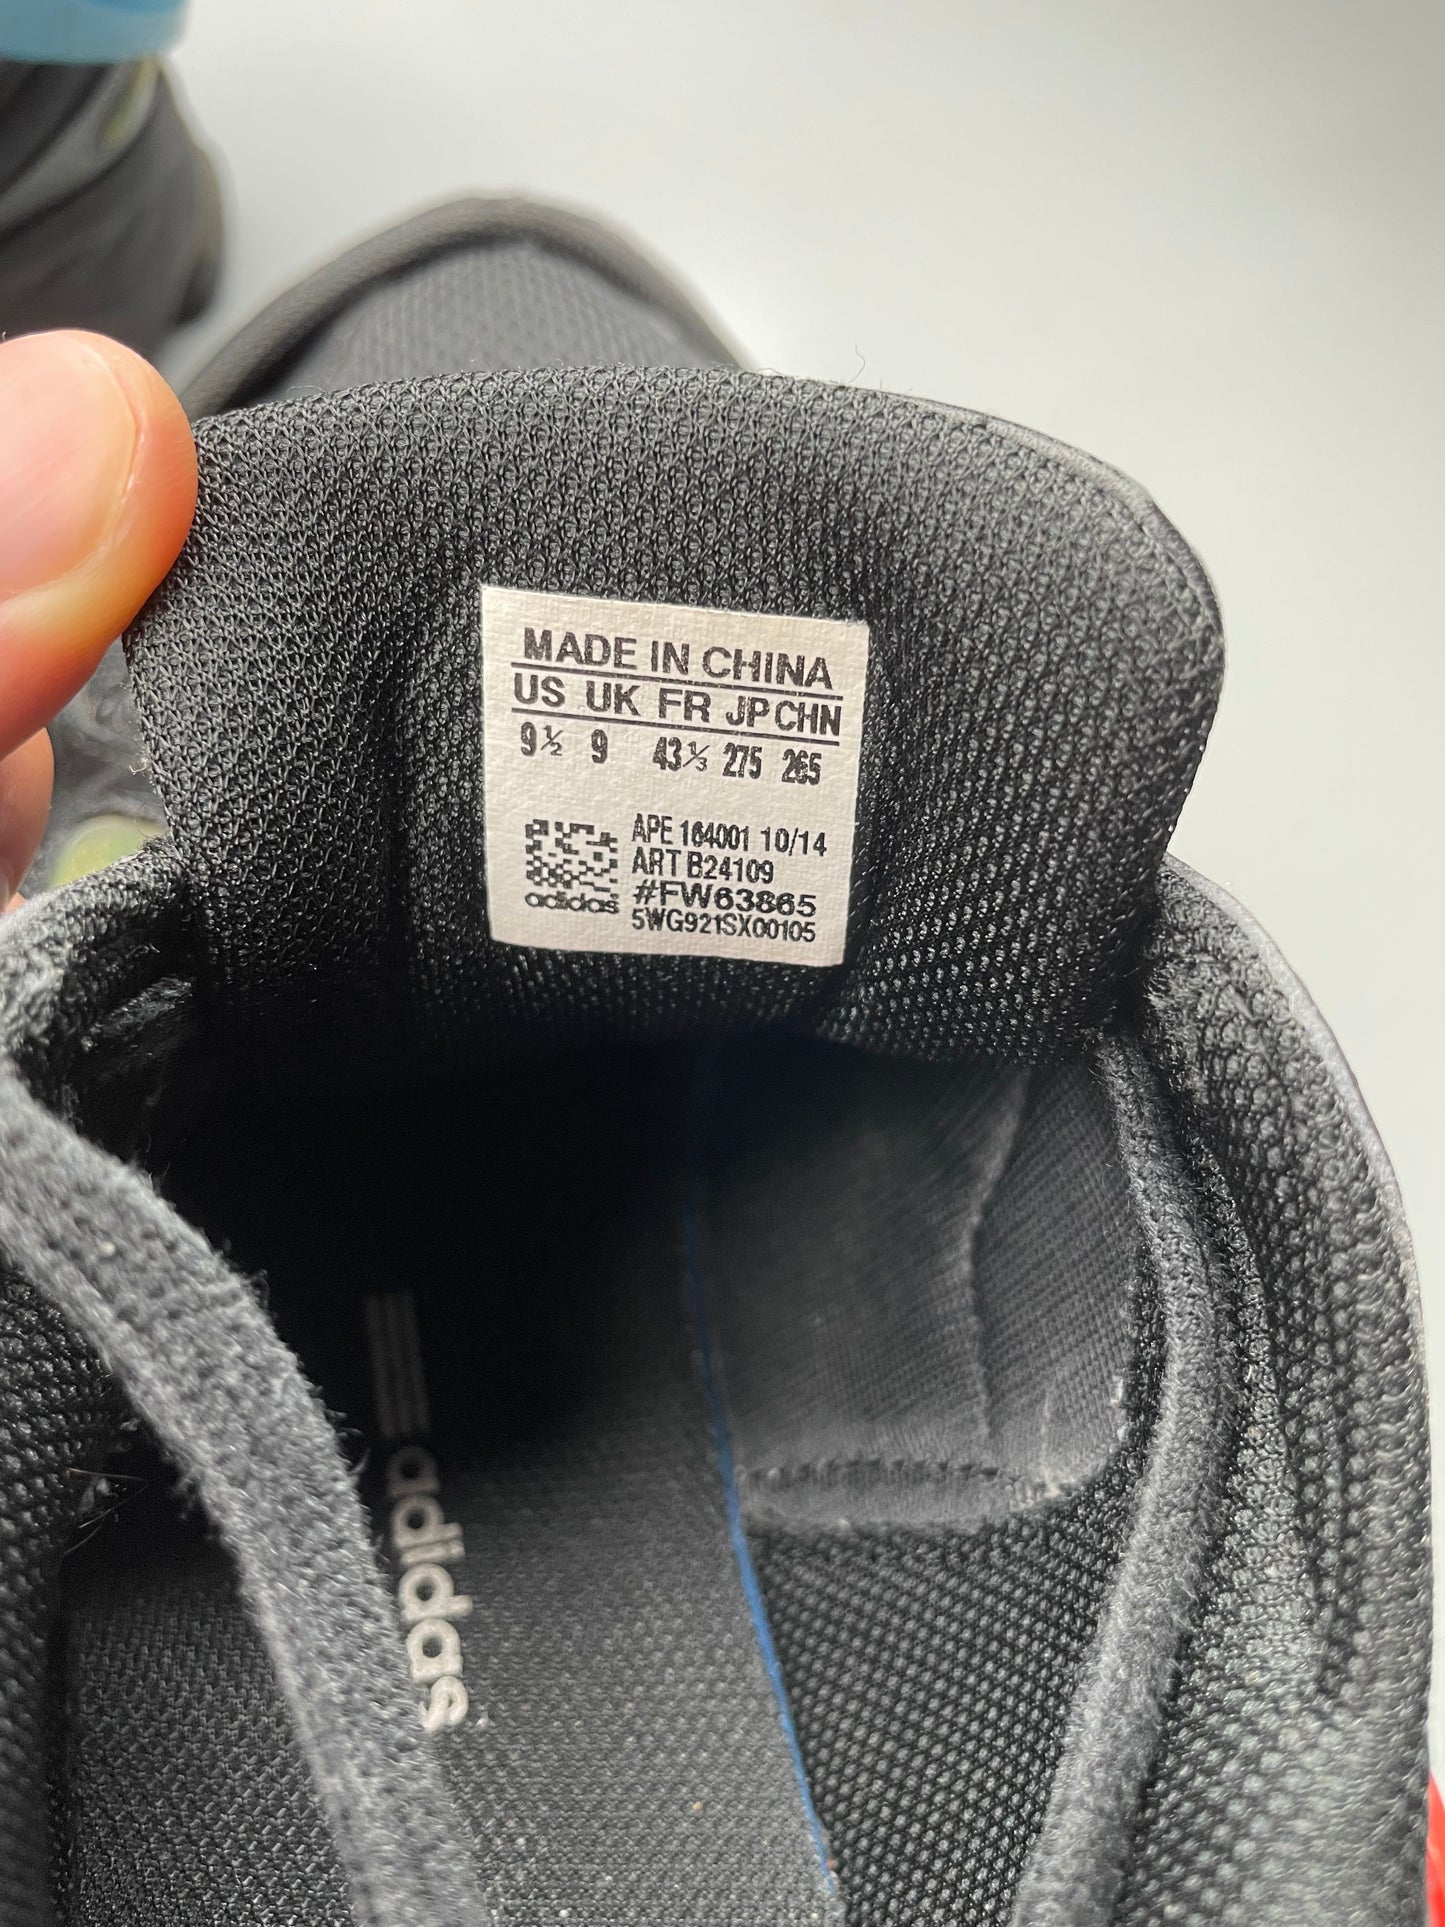 MADE IN CHINA
US UK FR JP CHN
9½ 9 43⅓ 275 265
APE 164001 10/14
ART B24109
#FW63865
5WG921SX00105
adidas
adidas